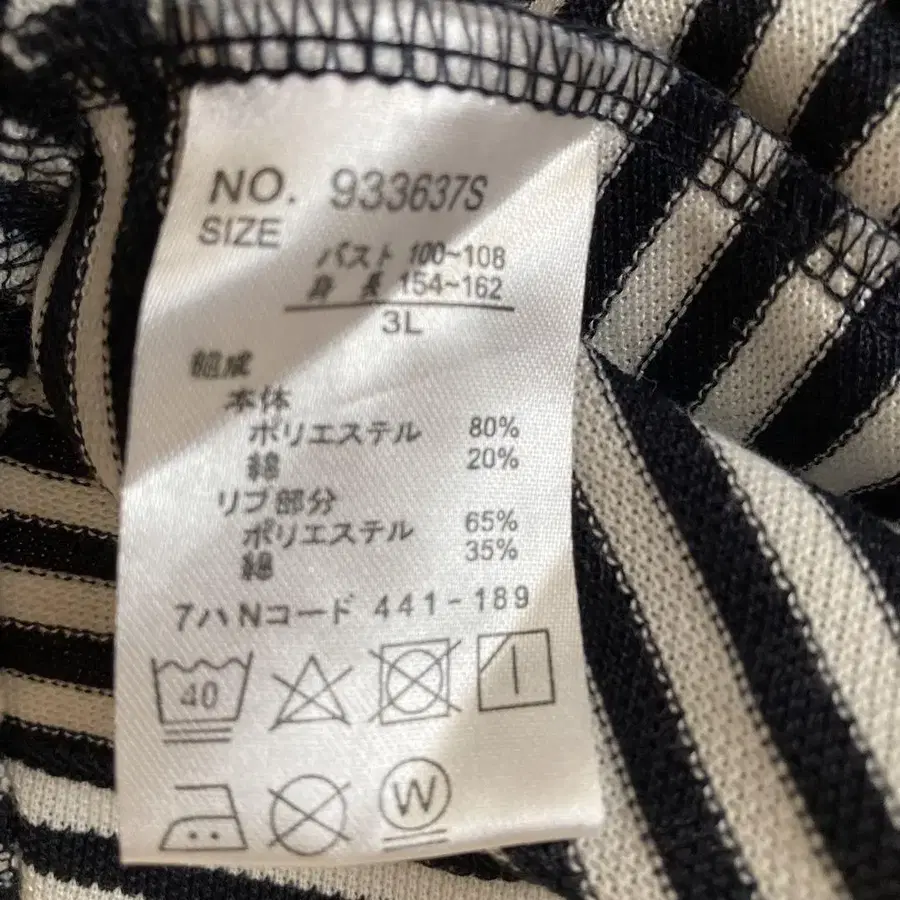 NO. 933637S
SIZE
バスト 100~108
身長 154~162
3L
組成
本体
ポリエステル 80%
綿 20%
リブ部分
ポリエステル 65%
綿 35%
7ハNコード 441-189
40
W